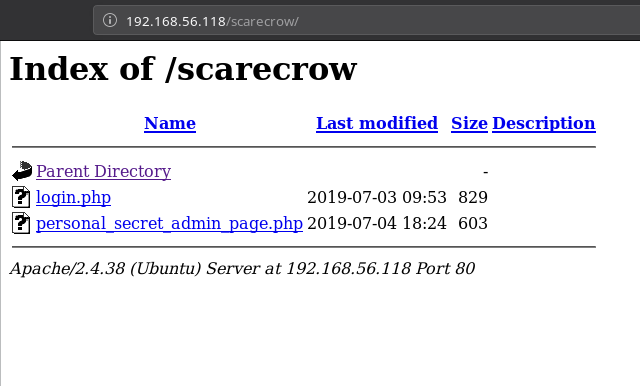 192.168.56.118/scarecrow/
Index of /scarecrow
Name Last modified Size Description
Parent Directory -
login.php 2019-07-03 09:53 829
personal_secret_admin_page.php 2019-07-04 18:24 603
Apache/2.4.38 (Ubuntu) Server at 192.168.56.118 Port 80